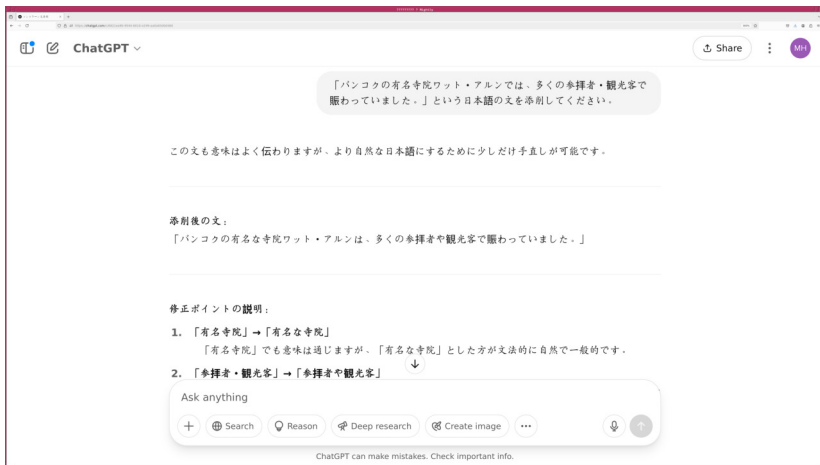 ChatGPT
Share
MH
「バンコクの有名寺院ワット・アルンでは、多くの参拝者・観光客で
賑わっていました。」という日本語の文を添削してください。
この文も意味はよく伝わりますが、より自然な日本語にするために少しだけ手直しが可能です。
添削後の文：
「バンコクの有名な寺院ワット・アルンは、多くの参拝者や観光客で賑わっていました。」
修正ポイントの説明：
1. 「有名寺院」→「有名な寺院」
「有名寺院」でも意味は通じますが、「有名な寺院」とした方が文法的に自然で一般的です。
2. 「参拝者・観光客」→「参拝者や観光客」
Ask anything
Search
Reason
Deep research
Create image
ChatGPT can make mistakes. Check important info.